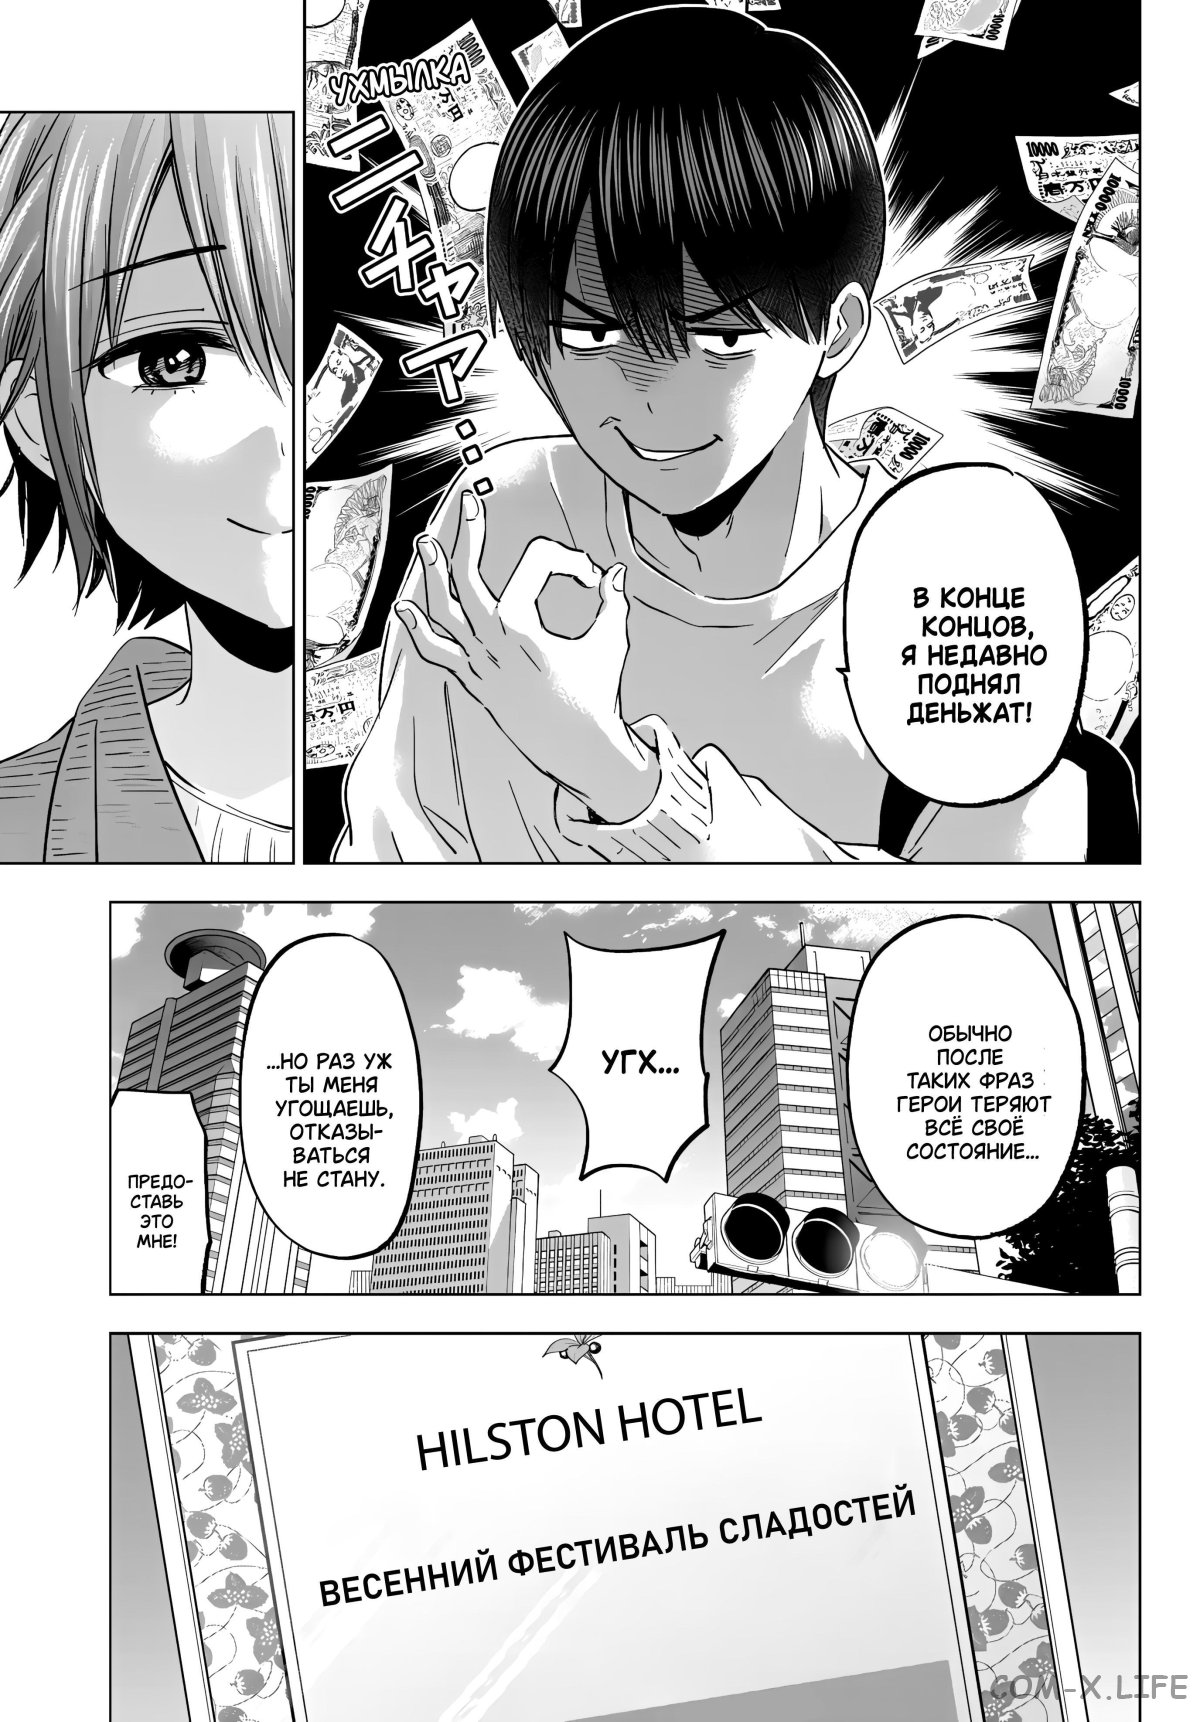 УХМЫЛКА
ニチャァ...
В КОНЦЕ
КОНЦОВ,
Я НЕДАВНО
ПОДНЯЛ
ДЕНЬЖАТ!
ОБЫЧНО
ПОСЛЕ
ТАКИХ ФРАЗ
ГЕРОИ ТЕРЯЮТ
ВСЁ СВОЁ
СОСТОЯНИЕ...
УГХ...
...НО РАЗ УЖ
ТЫ МЕНЯ
УГОЩАЕШЬ,
ОТКАЗЫ-
ВАТЬСЯ
НЕ СТАНУ.
ПРЕДО-
СТАВЬ
ЭТО
МНЕ!
HILSTON HOTEL
ВЕСЕННИЙ ФЕСТИВАЛЬ СЛАДОСТЕЙ
COM-X.LIFE